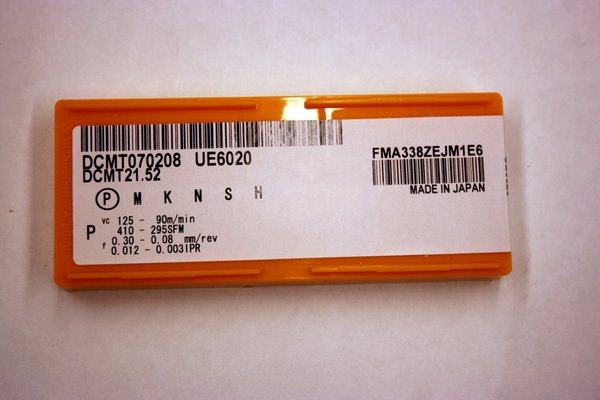 DCMT070208 UE6020
DCMT21.52
FMA338ZEJM1E6
MADE IN JAPAN
P M K N S H
P
vc 125 - 90m/min
410 - 295SFM
f 0.30 - 0.08 mm/rev
0.012 - 0.003IPR